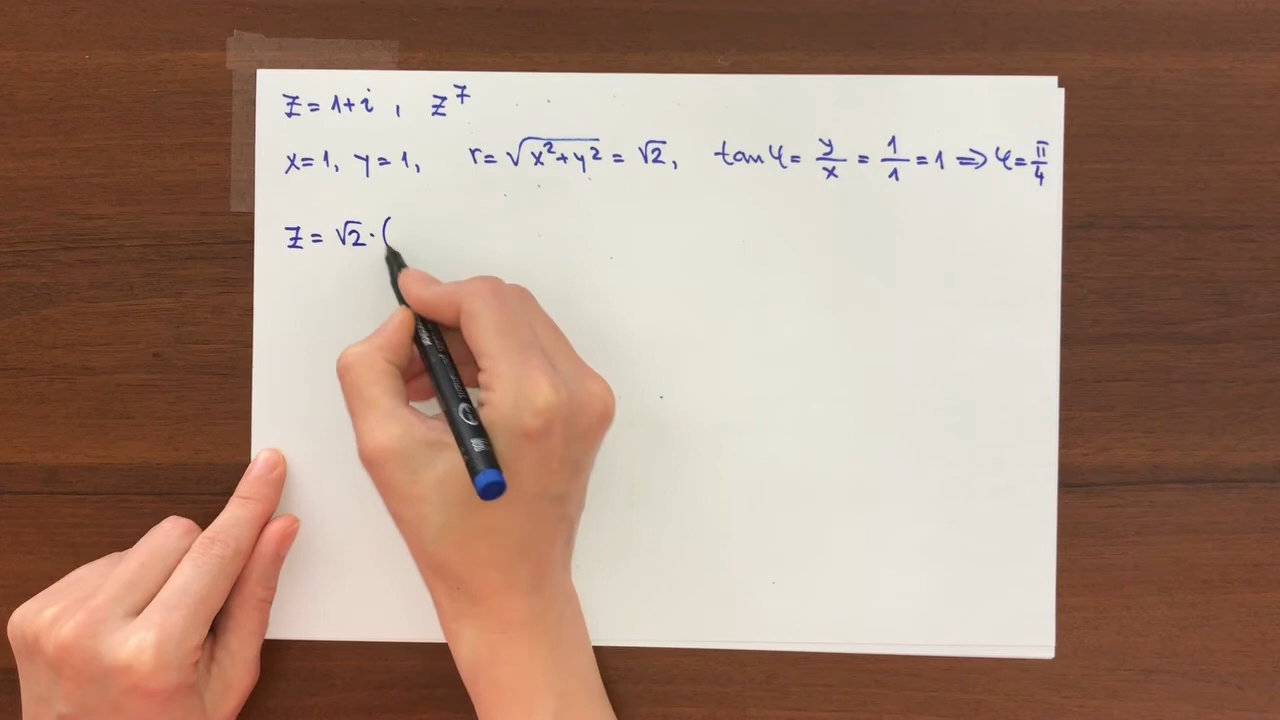 z = 1+i , z^7
x=1, y=1, r = √(x²+y²) = √2, tan φ = y/x = 1/1 = 1 ⇒ φ = π/4
z = √2 · (